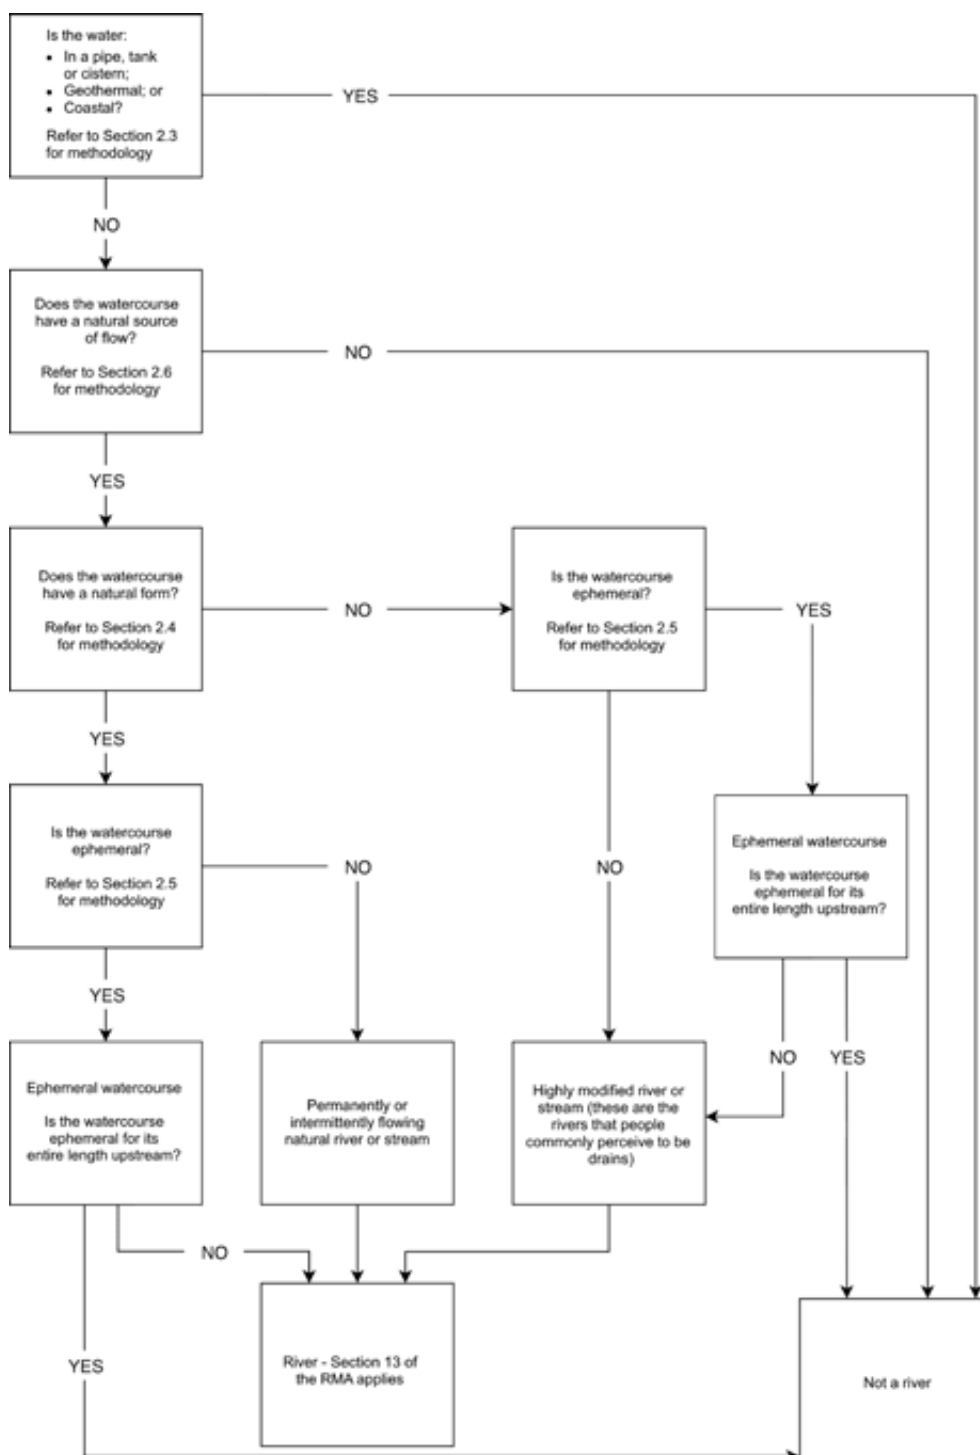 Is the water:
• In a pipe, tank
or cistern;
• Geothermal; or
• Coastal?
Refer to Section 2.3
for methodology
YES
NO
Does the watercourse
have a natural source
of flow?
Refer to Section 2.6
for methodology
NO
YES
Does the watercourse
have a natural form?
Refer to Section 2.4
for methodology
NO
Is the watercourse
ephemeral?
Refer to Section 2.5
for methodology
YES
YES
Is the watercourse
ephemeral?
Refer to Section 2.5
for methodology
NO
NO
Ephemeral watercourse
Is the watercourse
ephemeral for its
entire length upstream?
YES
NO
YES
Ephemeral watercourse
Is the watercourse
ephemeral for its
entire length upstream?
Permanently or
intermittently flowing
natural river or stream
Highly modified river or
stream (these are the
rivers that people
commonly perceive to be
drains)
NO
YES
River - Section 13 of
the RMA applies
Not a river